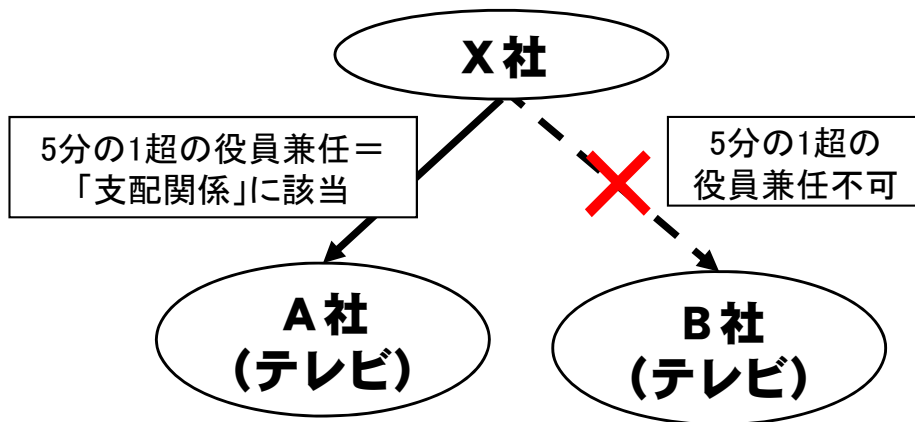 X社
5分の1超の役員兼任＝
「支配関係」に該当
5分の1超の
役員兼任不可
A社
(テレビ)
B社
(テレビ)